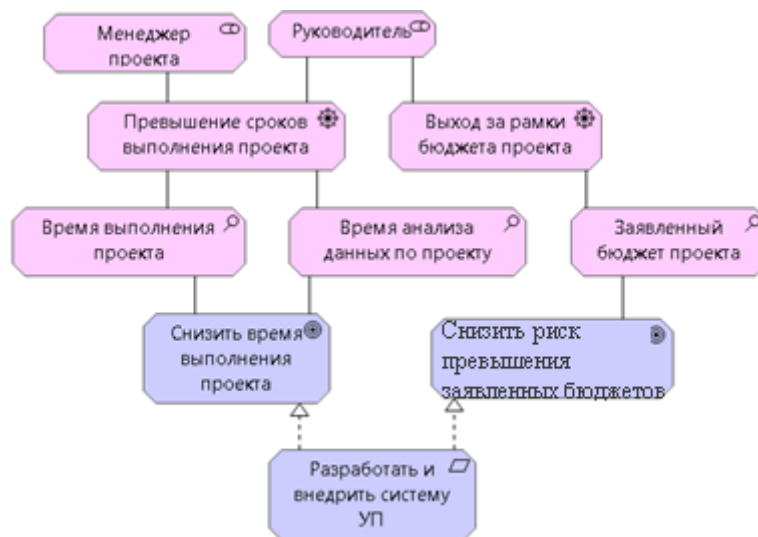 Менеджер
проекта
Руководитель
Превышение сроков
выполнения проекта
Выход за рамки
бюджета проекта
Время выполнения
проекта
Время анализа
данных по проекту
Заявленный
бюджет проекта
Снизить время
выполнения
проекта
Снизить риск
превышения
заявленных бюджетов
Разработать и
внедрить систему
УП